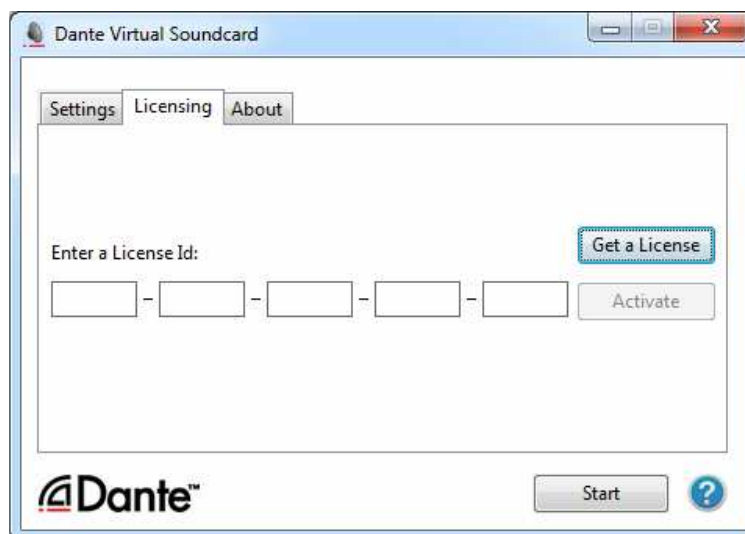 Dante Virtual Soundcard
Settings Licensing About
Get a License
Enter a License Id:
– – – –
Activate
Dante™
Start
?